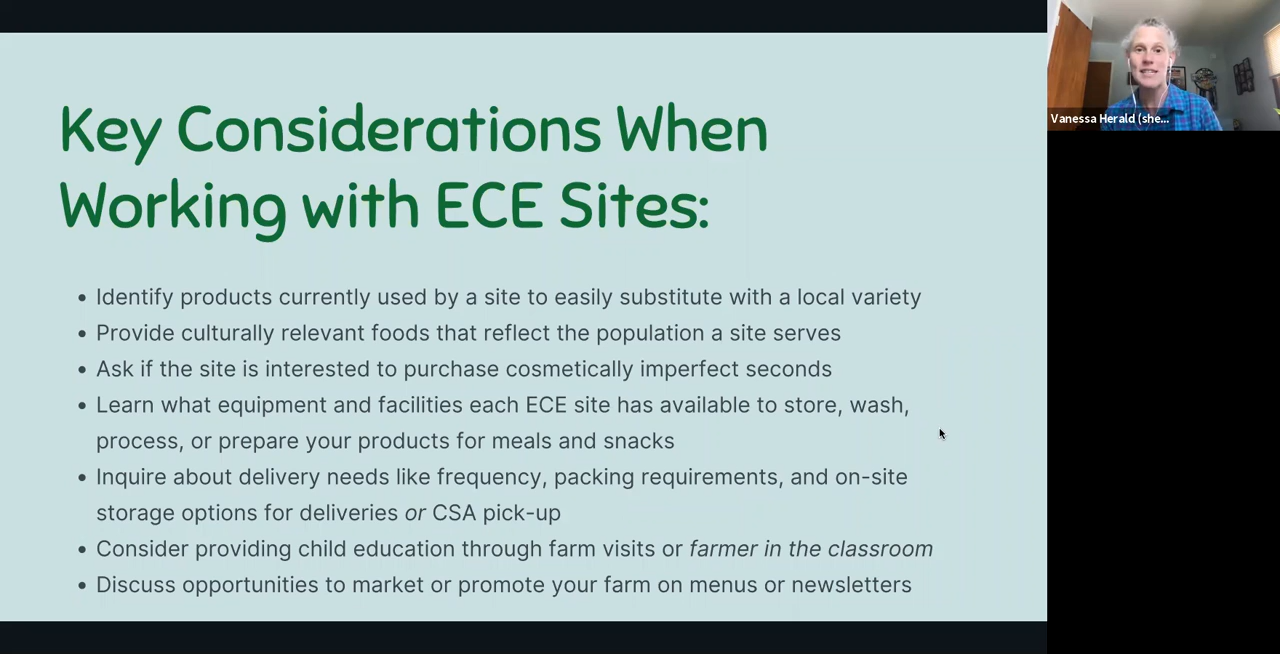 Key Considerations When
Working with ECE Sites:
• Identify products currently used by a site to easily substitute with a local variety
• Provide culturally relevant foods that reflect the population a site serves
• Ask if the site is interested to purchase cosmetically imperfect seconds
• Learn what equipment and facilities each ECE site has available to store, wash,
process, or prepare your products for meals and snacks
• Inquire about delivery needs like frequency, packing requirements, and on-site
storage options for deliveries or CSA pick-up
• Consider providing child education through farm visits or farmer in the classroom
• Discuss opportunities to market or promote your farm on menus or newsletters
Vanessa Herald (she...